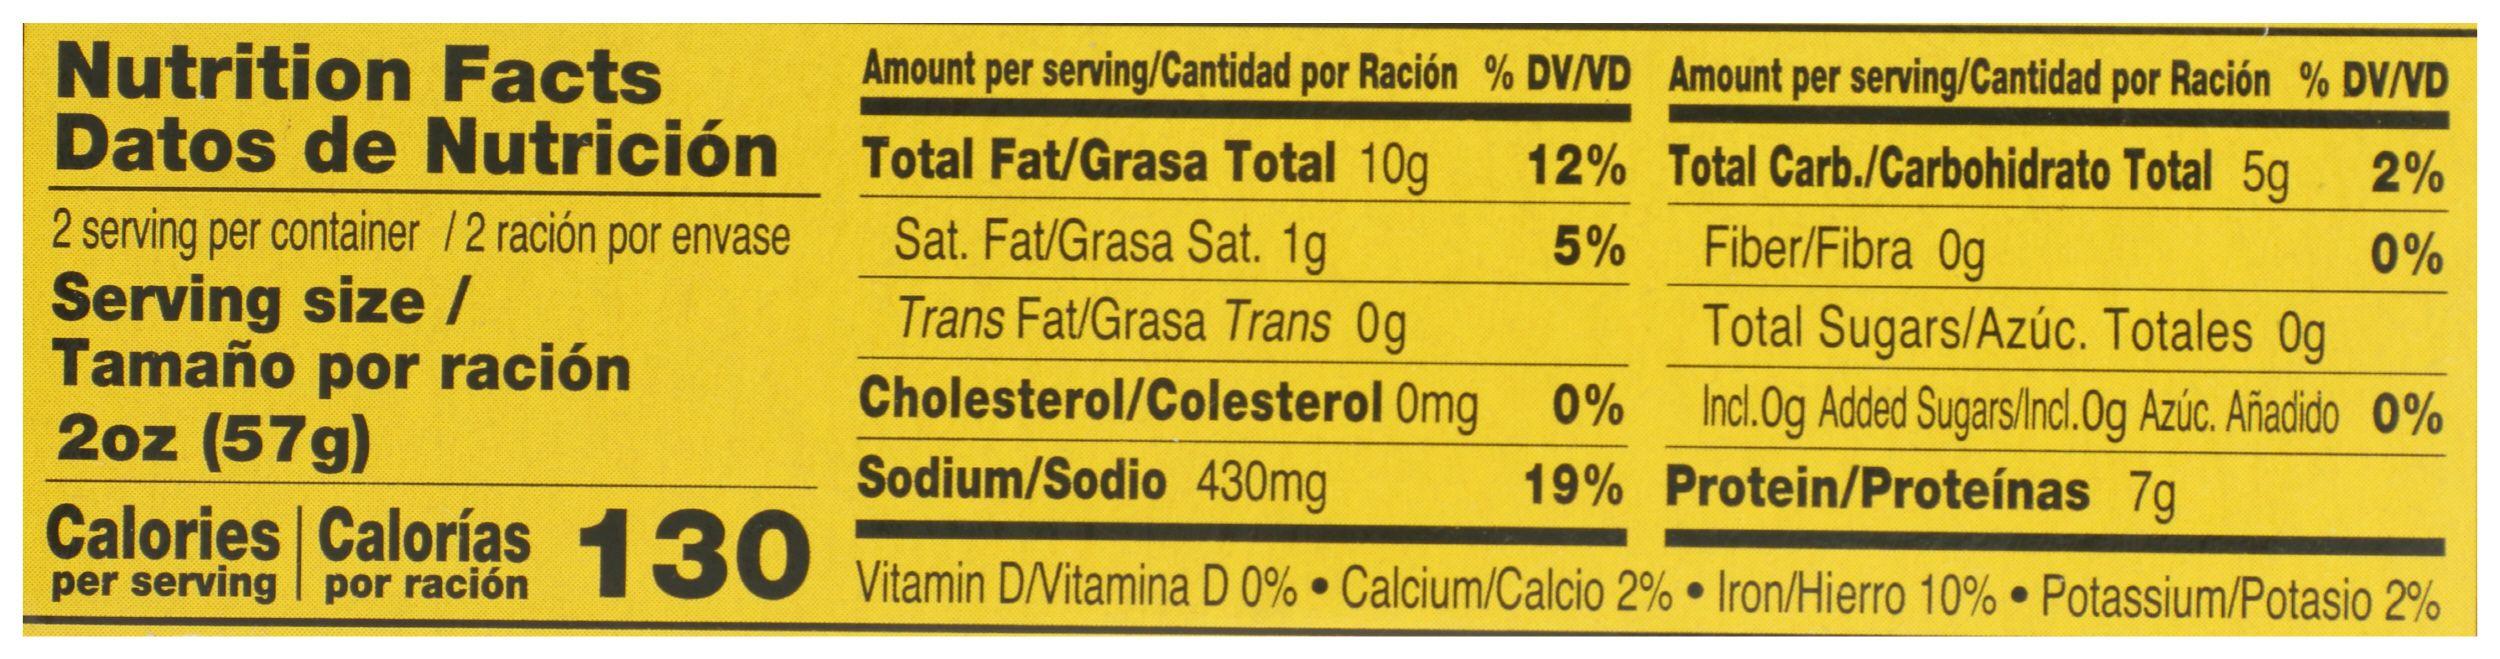 Nutrition Facts
Datos de Nutrición
2 serving per container / 2 ración por envase
Serving size /
Tamaño por ración
2oz (57g)
Calories | Calorías 130
per serving | por ración
Amount per serving/Cantidad por Ración % DV/VD
Total Fat/Grasa Total 10g 12%
Sat. Fat/Grasa Sat. 1g 5%
Trans Fat/Grasa Trans 0g
Cholesterol/Colesterol 0mg 0%
Sodium/Sodio 430mg 19%
Amount per serving/Cantidad por Ración % DV/VD
Total Carb./Carbohidrato Total 5g 2%
Fiber/Fibra 0g 0%
Total Sugars/Azúc. Totales 0g
Incl.0g Added Sugars/Incl.0g Azúc. Añadido 0%
Protein/Proteínas 7g
Vitamin D/Vitamina D 0% • Calcium/Calcio 2% • Iron/Hierro 10% • Potassium/Potasio 2%